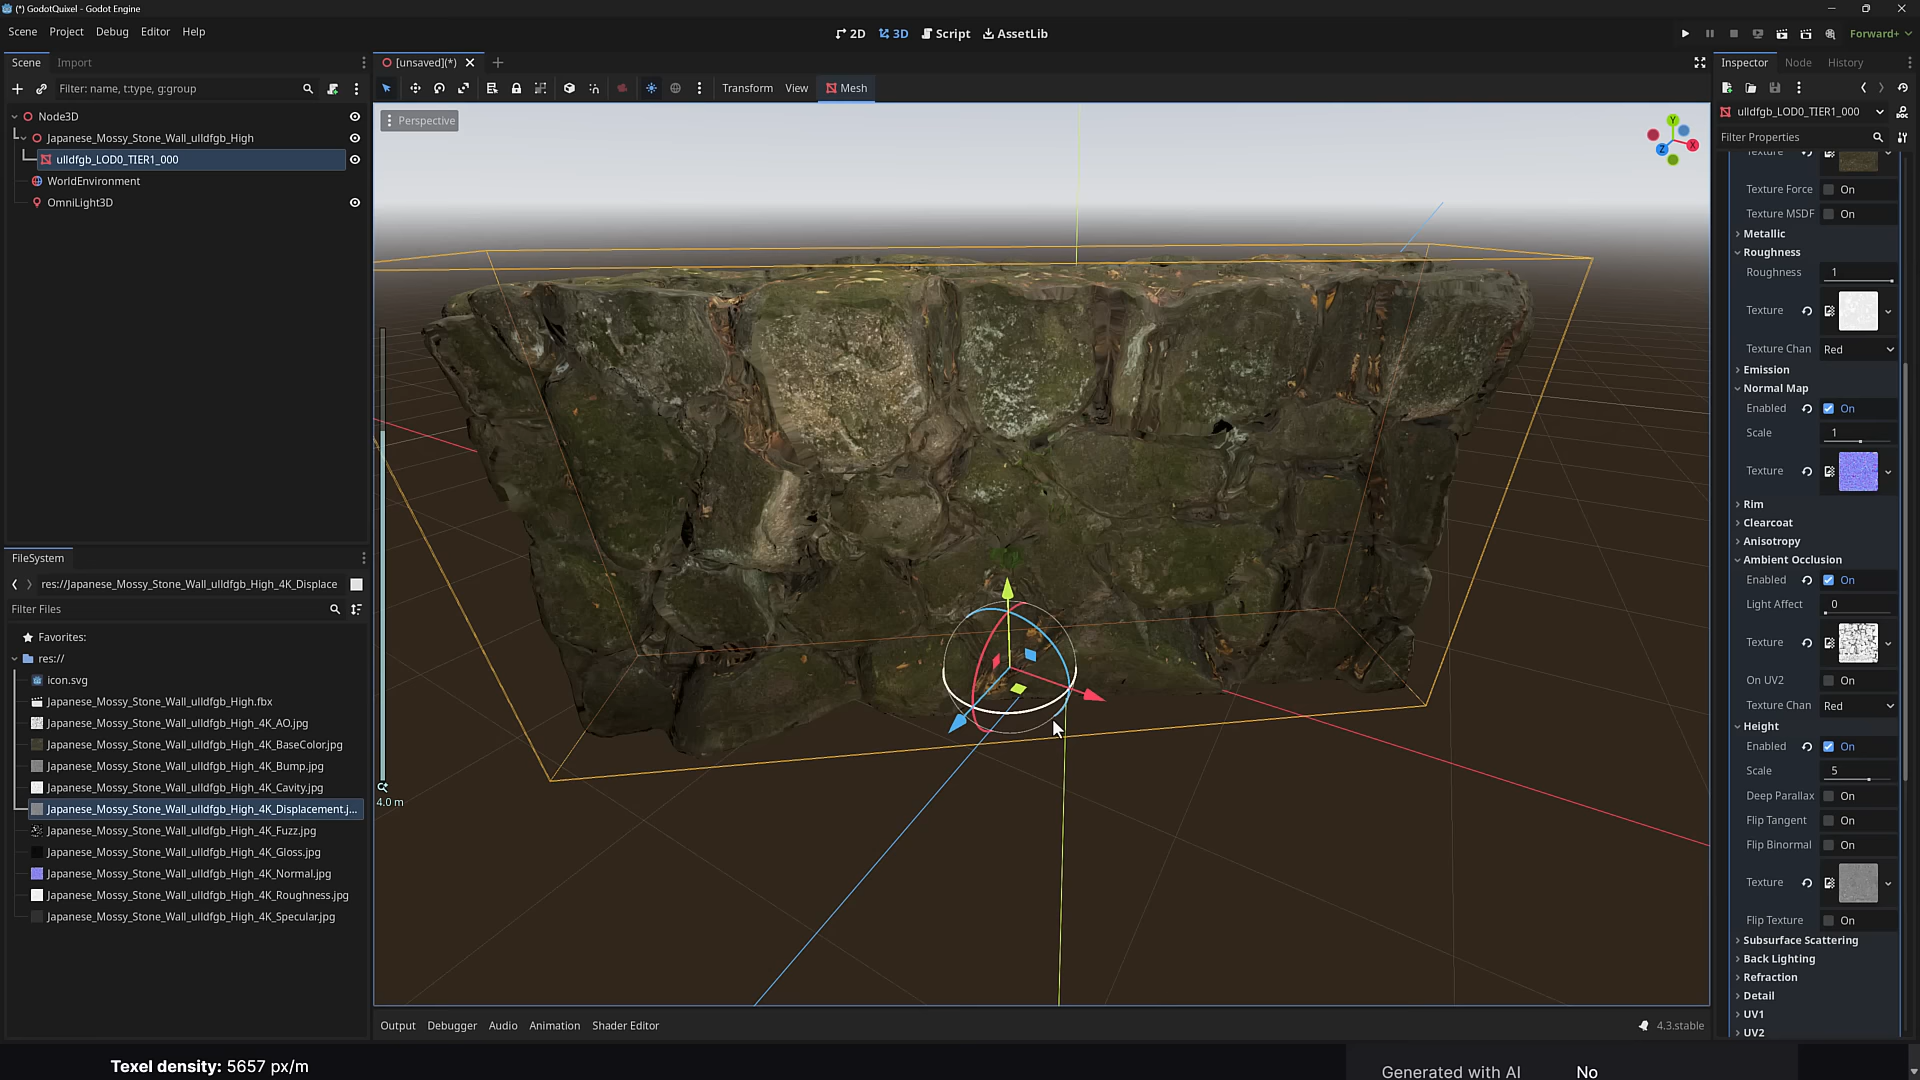 (*) GodotQuixel - Godot Engine
Scene Project Debug Editor Help
2D 3D Script AssetLib
Forward+
Scene Import
Filter: name, t:type, g:group
Node3D
Japanese_Mossy_Stone_Wall_ulldfgb_High
ulldfgb_LOD0_TIER1_000
WorldEnvironment
OmniLight3D
FileSystem
res://Japanese_Mossy_Stone_Wall_ulldfgb_High_4K_Displace
Filter Files
Favorites:
res://
icon.svg
Japanese_Mossy_Stone_Wall_ulldfgb_High.fbx
Japanese_Mossy_Stone_Wall_ulldfgb_High_4K_AO.jpg
Japanese_Mossy_Stone_Wall_ulldfgb_High_4K_BaseColor.jpg
Japanese_Mossy_Stone_Wall_ulldfgb_High_4K_Bump.jpg
Japanese_Mossy_Stone_Wall_ulldfgb_High_4K_Cavity.jpg
Japanese_Mossy_Stone_Wall_ulldfgb_High_4K_Displacement.j...
Japanese_Mossy_Stone_Wall_ulldfgb_High_4K_Fuzz.jpg
Japanese_Mossy_Stone_Wall_ulldfgb_High_4K_Gloss.jpg
Japanese_Mossy_Stone_Wall_ulldfgb_High_4K_Normal.jpg
Japanese_Mossy_Stone_Wall_ulldfgb_High_4K_Roughness.jpg
Japanese_Mossy_Stone_Wall_ulldfgb_High_4K_Specular.jpg
[unsaved](*)
Transform View Mesh
Perspective
Y
X
Z
4.0 m
Output Debugger Audio Animation Shader Editor
4.3.stable
Inspector Node History
ulldfgb_LOD0_TIER1_000
Filter Properties
Texture
Texture Force On
Texture MSDF On
Metallic
Roughness
Roughness 1
Texture
Texture Chan Red
Emission
Normal Map
Enabled On
Scale 1
Texture
Rim
Clearcoat
Anisotropy
Ambient Occlusion
Enabled On
Light Affect 0
Texture
On UV2 On
Texture Chan Red
Height
Enabled On
Scale 5
Deep Parallax On
Flip Tangent On
Flip Binormal On
Texture
Flip Texture On
Subsurface Scattering
Back Lighting
Refraction
Detail
UV1
UV2
Texel density: 5657 px/m
Generated with AI No